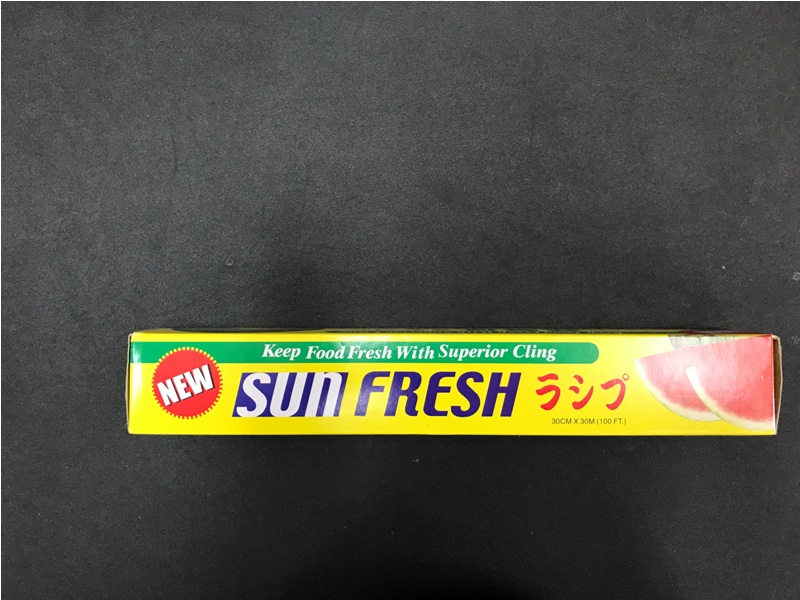 Keep Food Fresh With Superior Cling
NEW
SUN FRESH ラシプ
30CM X 30M (100 FT.)